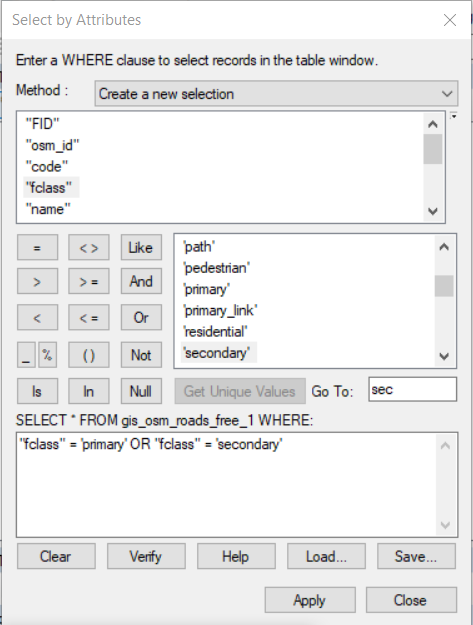 Select by Attributes
Enter a WHERE clause to select records in the table window.
Method : Create a new selection
"FID"
"osm_id"
"code"
"fclass"
"name"
= < > Like
> > = And
< < = Or
_ % ( ) Not
Is In Null
'path'
'pedestrian'
'primary'
'primary_link'
'residential'
'secondary'
Get Unique Values Go To: sec
SELECT * FROM gis_osm_roads_free_1 WHERE:
"fclass" = 'primary' OR "fclass" = 'secondary'
Clear Verify Help Load... Save...
Apply Close